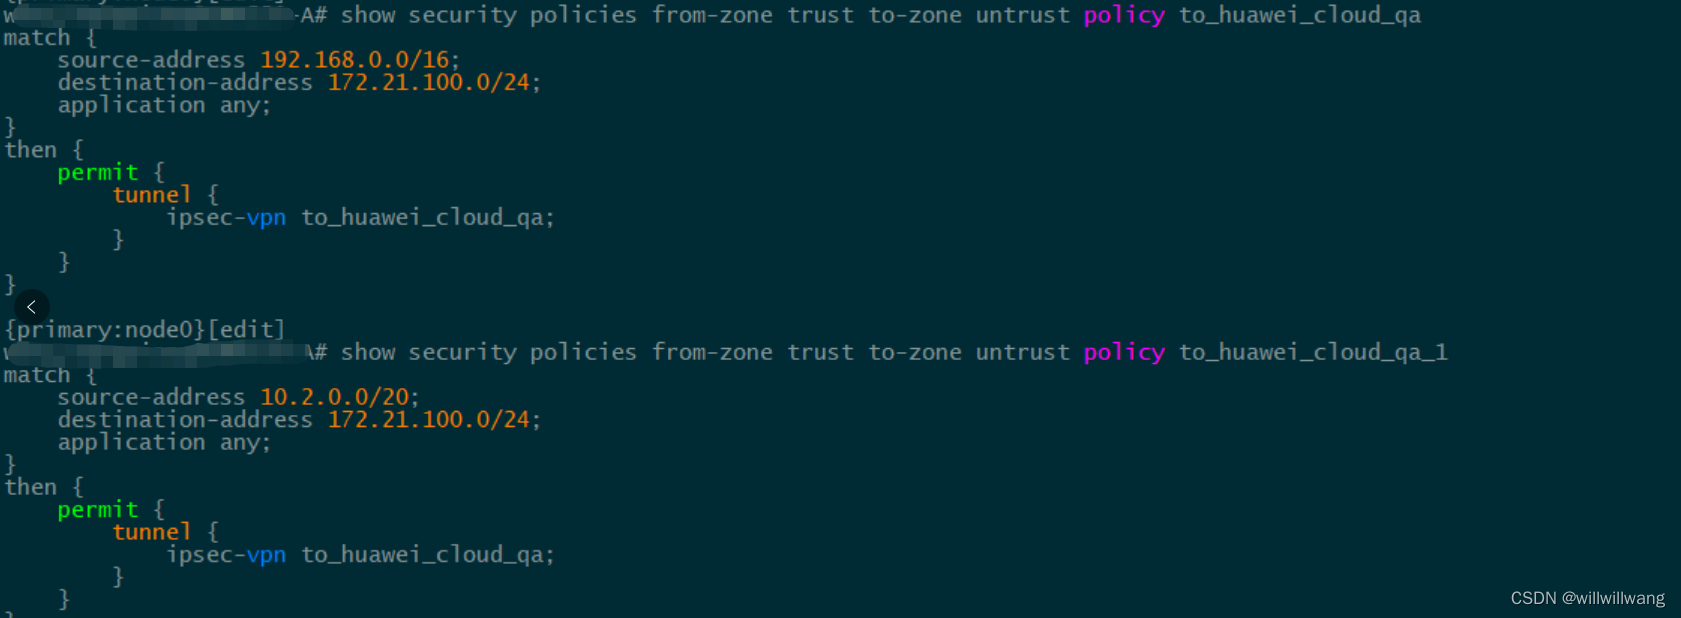 A# show security policies from-zone trust to-zone untrust policy to_huawei_cloud_qa
match {
source-address 192.168.0.0/16;
destination-address 172.21.100.0/24;
application any;
}
then {
permit {
tunnel {
ipsec-vpn to_huawei_cloud_qa;
}
}
}
{primary:node0}[edit]
A# show security policies from-zone trust to-zone untrust policy to_huawei_cloud_qa_1
match {
source-address 10.2.0.0/20;
destination-address 172.21.100.0/24;
application any;
}
then {
permit {
tunnel {
ipsec-vpn to_huawei_cloud_qa;
}
}
CSDN @willwillwang